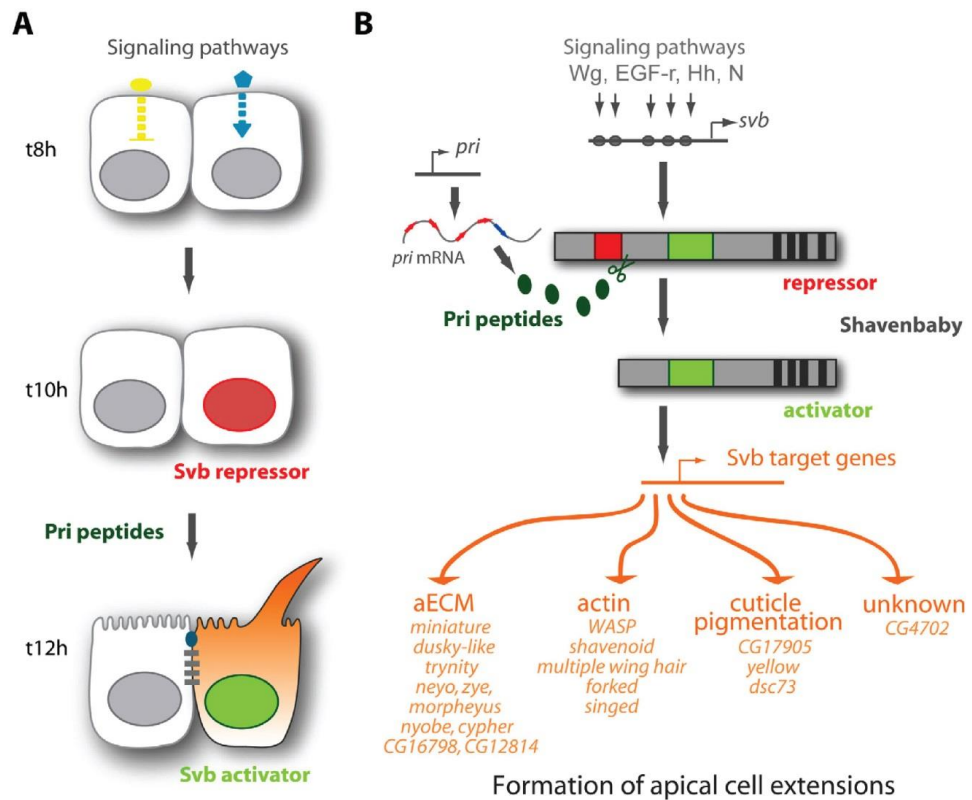 A
Signaling pathways
t8h
t10h
Svb repressor
Pri peptides
t12h
Svb activator
B
Signaling pathways
Wg, EGF-r, Hh, N
svb
pri
pri mRNA
repressor
Pri peptides
Shavenbaby
activator
Svb target genes
aECM
miniature
dusky-like
trynity
neyo, zye,
morpheyus
nyobe, cypher
CG16798, CG12814
actin
WASP
shavenoid
multiple wing hair
forked
singed
cuticle
pigmentation
CG17905
yellow
dsc73
unknown
CG4702
Formation of apical cell extensions